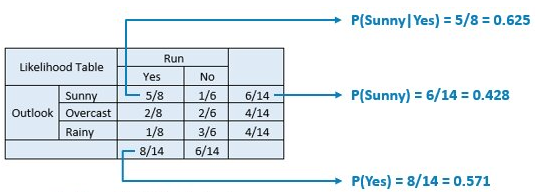 P(Sunny|Yes) = 5/8 = 0.625
Likelihood Table Run
Yes No
Outlook Sunny 5/8 1/6 6/14 P(Sunny) = 6/14 = 0.428
Overcast 2/8 2/6 4/14
Rainy 1/8 3/6 4/14
8/14 6/14
P(Yes) = 8/14 = 0.571